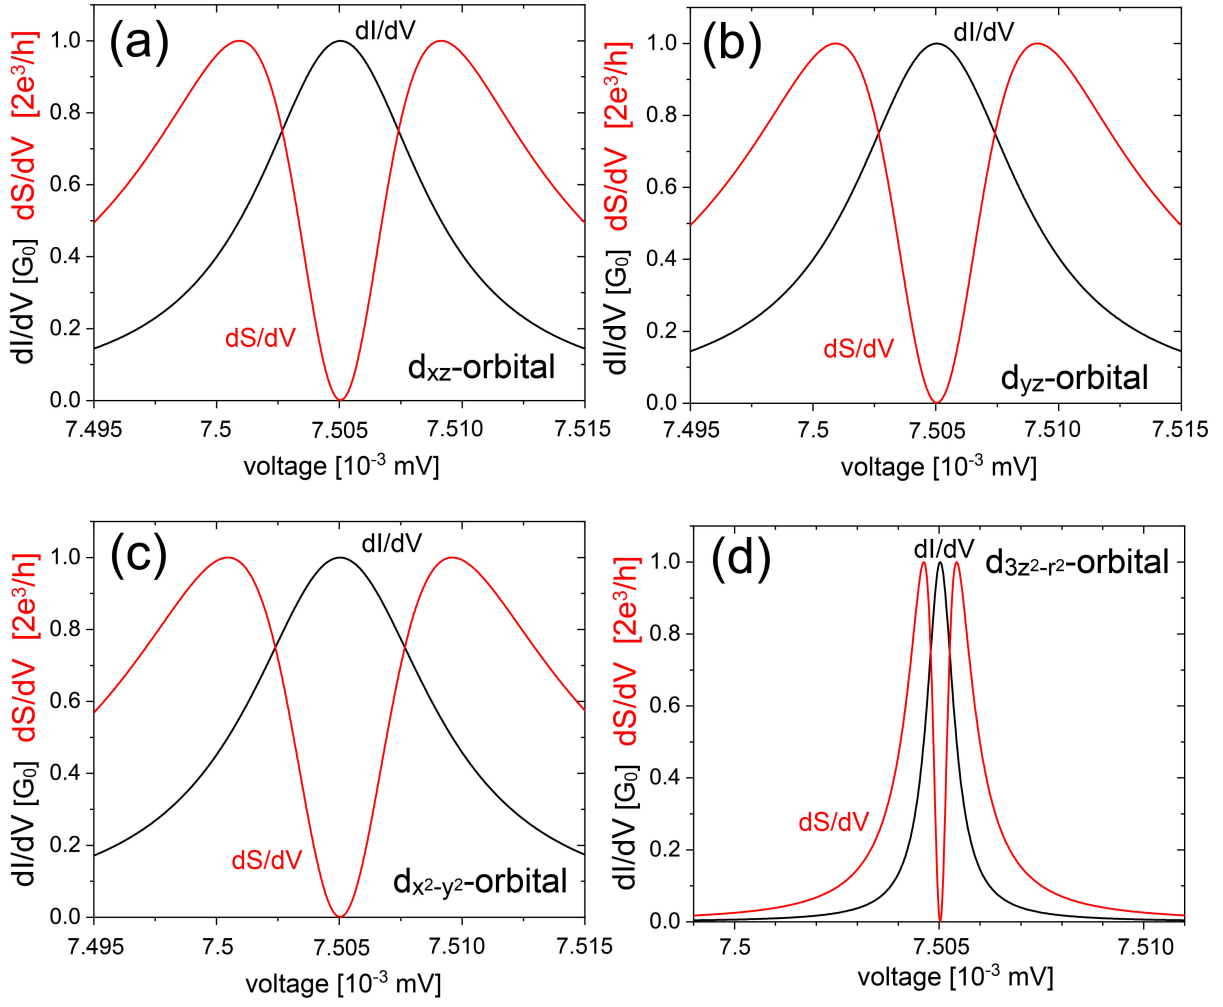 (a)
dI/dV
dI/dV [G₀] dS/dV [2e³/h]
1.0
0.8
0.6
0.4
0.2
0.0
dS/dV
dxz-orbital
7.495 7.5 7.505 7.510 7.515
voltage [10⁻³ mV]
(b)
dI/dV
dI/dV [G₀] dS/dV [2e³/h]
1.0
0.8
0.6
0.4
0.2
0.0
dS/dV
dyz-orbital
7.495 7.5 7.505 7.510 7.515
voltage [10⁻³ mV]
(c)
dI/dV
dI/dV [G₀] dS/dV [2e³/h]
1.0
0.8
0.6
0.4
0.2
0.0
dS/dV
dx²-y²-orbital
7.495 7.5 7.505 7.510 7.515
voltage [10⁻³ mV]
(d)
dI/dV
d3z²-r²-orbital
dI/dV [G₀] dS/dV [2e³/h]
1.0
0.8
0.6
0.4
0.2
0.0
dS/dV
7.5 7.505 7.510
voltage [10⁻³ mV]